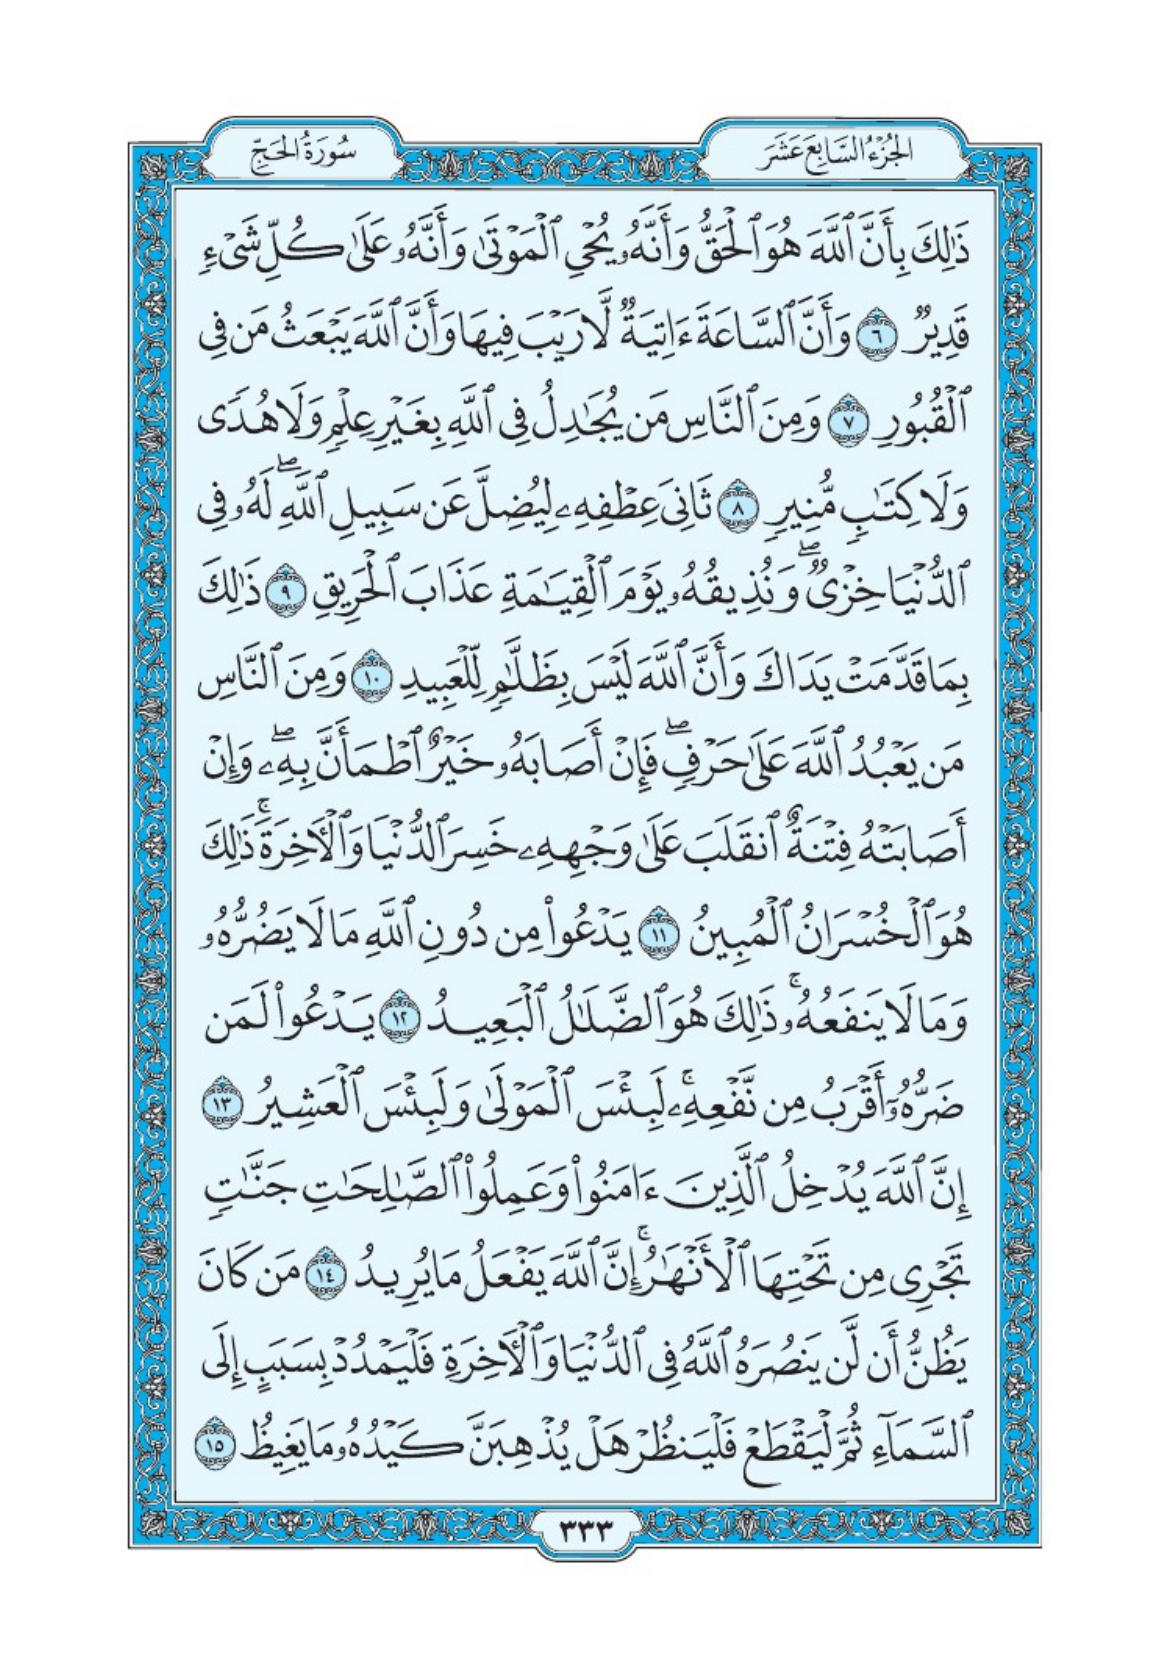 الجُزْءُ السَّابِعَ عَشَرَ
سُورَةُ الحَجِّ
ذَٰلِكَ بِأَنَّ ٱللَّهَ هُوَ ٱلْحَقُّ وَأَنَّهُۥ يُحْىِ ٱلْمَوْتَىٰ وَأَنَّهُۥ عَلَىٰ كُلِّ شَىْءٍ
قَدِيرٌ ٦ وَأَنَّ ٱلسَّاعَةَ ءَاتِيَةٌ لَّا رَيْبَ فِيهَا وَأَنَّ ٱللَّهَ يَبْعَثُ مَن فِى
ٱلْقُبُورِ ٧ وَمِنَ ٱلنَّاسِ مَن يُجَٰدِلُ فِى ٱللَّهِ بِغَيْرِ عِلْمٍ وَلَا هُدًى
وَلَا كِتَٰبٍ مُّنِيرٍ ٨ ثَانِىَ عِطْفِهِۦ لِيُضِلَّ عَن سَبِيلِ ٱللَّهِ ۖ لَهُۥ فِى
ٱلدُّنْيَا خِزْىٌ ۖ وَنُذِيقُهُۥ يَوْمَ ٱلْقِيَٰمَةِ عَذَابَ ٱلْحَرِيقِ ٩ ذَٰلِكَ
بِمَا قَدَّمَتْ يَدَاكَ وَأَنَّ ٱللَّهَ لَيْسَ بِظَلَّٰمٍ لِّلْعَبِيدِ ١٠ وَمِنَ ٱلنَّاسِ
مَن يَعْبُدُ ٱللَّهَ عَلَىٰ حَرْفٍ ۖ فَإِنْ أَصَابَهُۥ خَيْرٌ ٱطْمَأَنَّ بِهِۦ ۖ وَإِنْ
أَصَابَتْهُ فِتْنَةٌ ٱنقَلَبَ عَلَىٰ وَجْهِهِۦ خَسِرَ ٱلدُّنْيَا وَٱلْءَاخِرَةَ ۚ ذَٰلِكَ
هُوَ ٱلْخُسْرَانُ ٱلْمُبِينُ ١١ يَدْعُوا۟ مِن دُونِ ٱللَّهِ مَا لَا يَضُرُّهُۥ
وَمَا لَا يَنفَعُهُۥ ۚ ذَٰلِكَ هُوَ ٱلضَّلَٰلُ ٱلْبَعِيدُ ١٢ يَدْعُوا۟ لَمَن
ضَرُّهُۥٓ أَقْرَبُ مِن نَّفْعِهِۦ ۚ لَبِئْسَ ٱلْمَوْلَىٰ وَلَبِئْسَ ٱلْعَشِيرُ ١٣
إِنَّ ٱللَّهَ يُدْخِلُ ٱلَّذِينَ ءَامَنُوا۟ وَعَمِلُوا۟ ٱلصَّٰلِحَٰتِ جَنَّٰتٍ
تَجْرِى مِن تَحْتِهَا ٱلْأَنْهَٰرُ ۚ إِنَّ ٱللَّهَ يَفْعَلُ مَا يُرِيدُ ١٤ مَن كَانَ
يَظُنُّ أَن لَّن يَنصُرَهُ ٱللَّهُ فِى ٱلدُّنْيَا وَٱلْءَاخِرَةِ فَلْيَمْدُدْ بِسَبَبٍ إِلَى
ٱلسَّمَآءِ ثُمَّ لْيَقْطَعْ فَلْيَنظُرْ هَلْ يُذْهِبَنَّ كَيْدُهُۥ مَا يَغِيظُ ١٥
٣٣٣